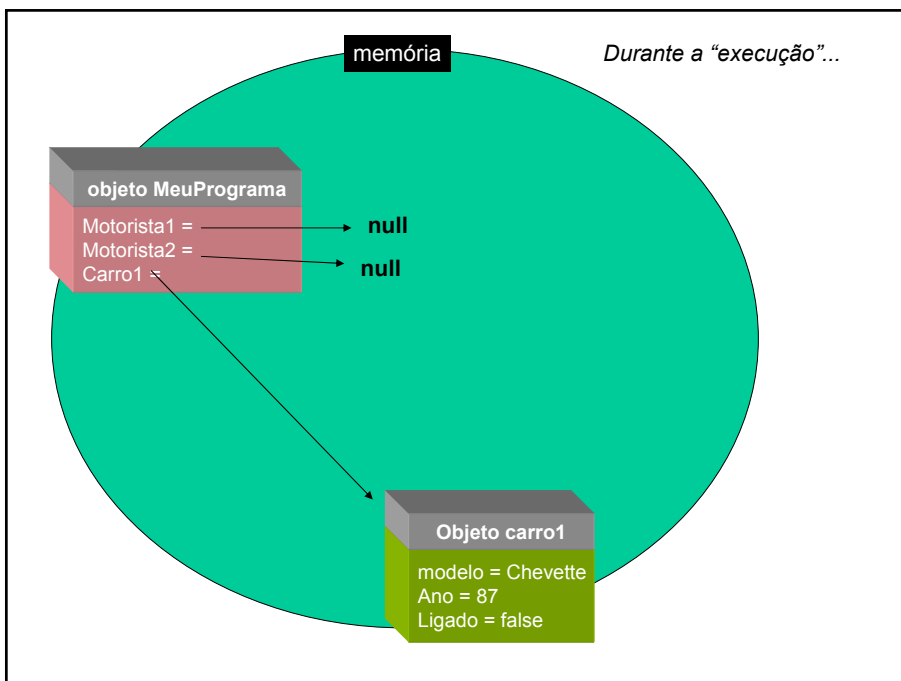 memória
Durante a “execução”...
objeto MeuPrograma
Motorista1 =
null
Motorista2 =
null
Carro1 =
Objeto carro1
modelo = Chevette
Ano = 87
Ligado = false